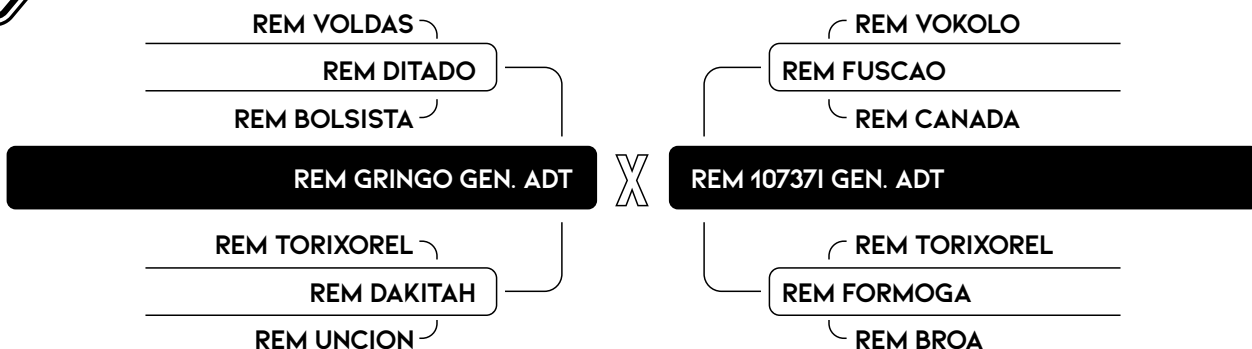 REM VOLDAS
REM DITADO
REM BOLSISTA
REM GRINGO GEN. ADT
REM TORIXOREL
REM DAKITAH
REM UNCION
X
REM VOKOLO
REM FUSCAO
REM CANADA
REM 10737I GEN. ADT
REM TORIXOREL
REM FORMOGA
REM BROA